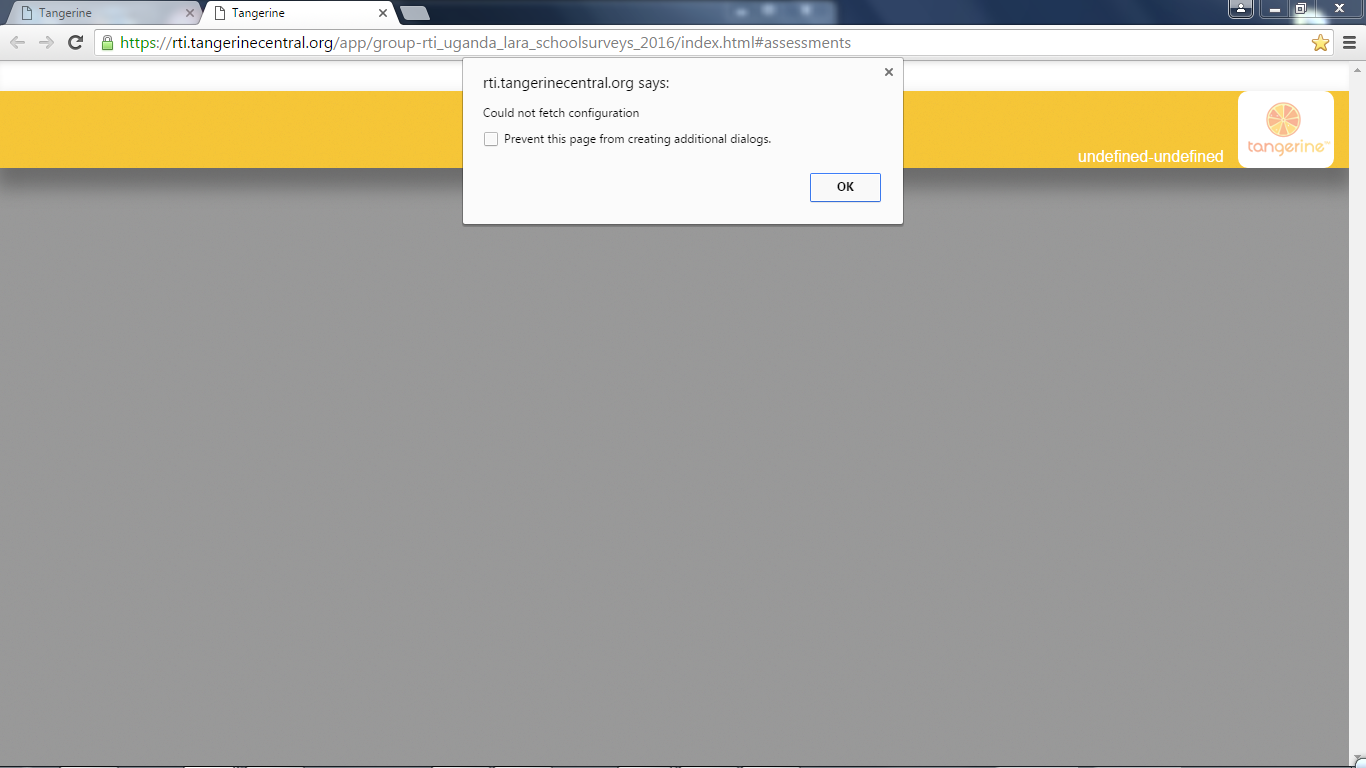 Tangerine
Tangerine
https://rti.tangerinecentral.org/app/group-rti_uganda_lara_schoolsurveys_2016/index.html#assessments
rti.tangerinecentral.org says:
Could not fetch configuration
Prevent this page from creating additional dialogs.
OK
undefined-undefined
tangerine™